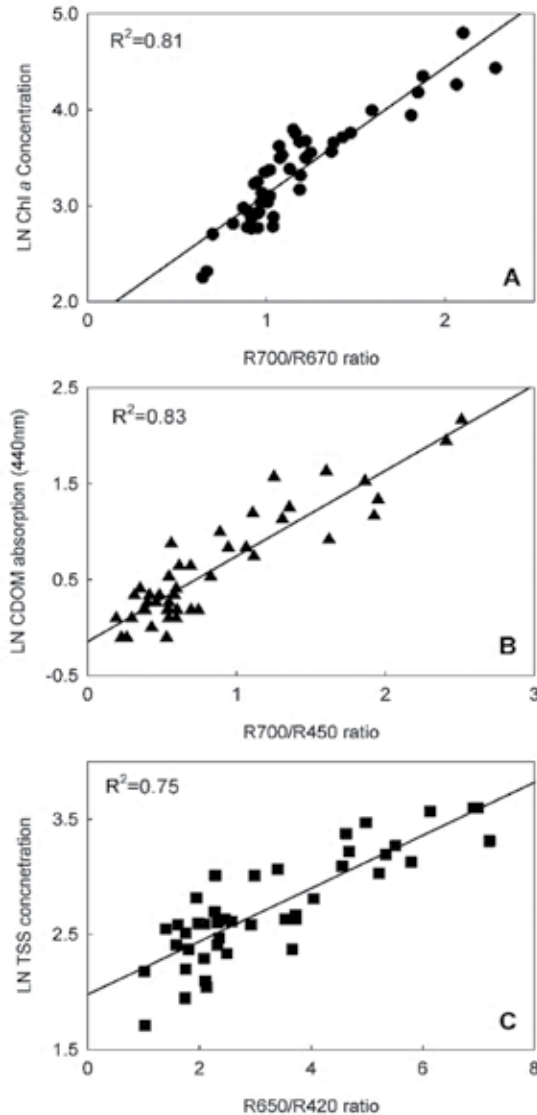 5.0
R²=0.81
4.0
3.0
2.0
LN Chl a Concentration
A
0
1
2
R700/R670 ratio
2.5
R²=0.83
1.5
0.5
-0.5
LN CDOM absorption (440nm)
B
0
1
2
3
R700/R450 ratio
R²=0.75
3.5
2.5
1.5
LN TSS concnetration
C
0
2
4
6
8
R650/R420 ratio